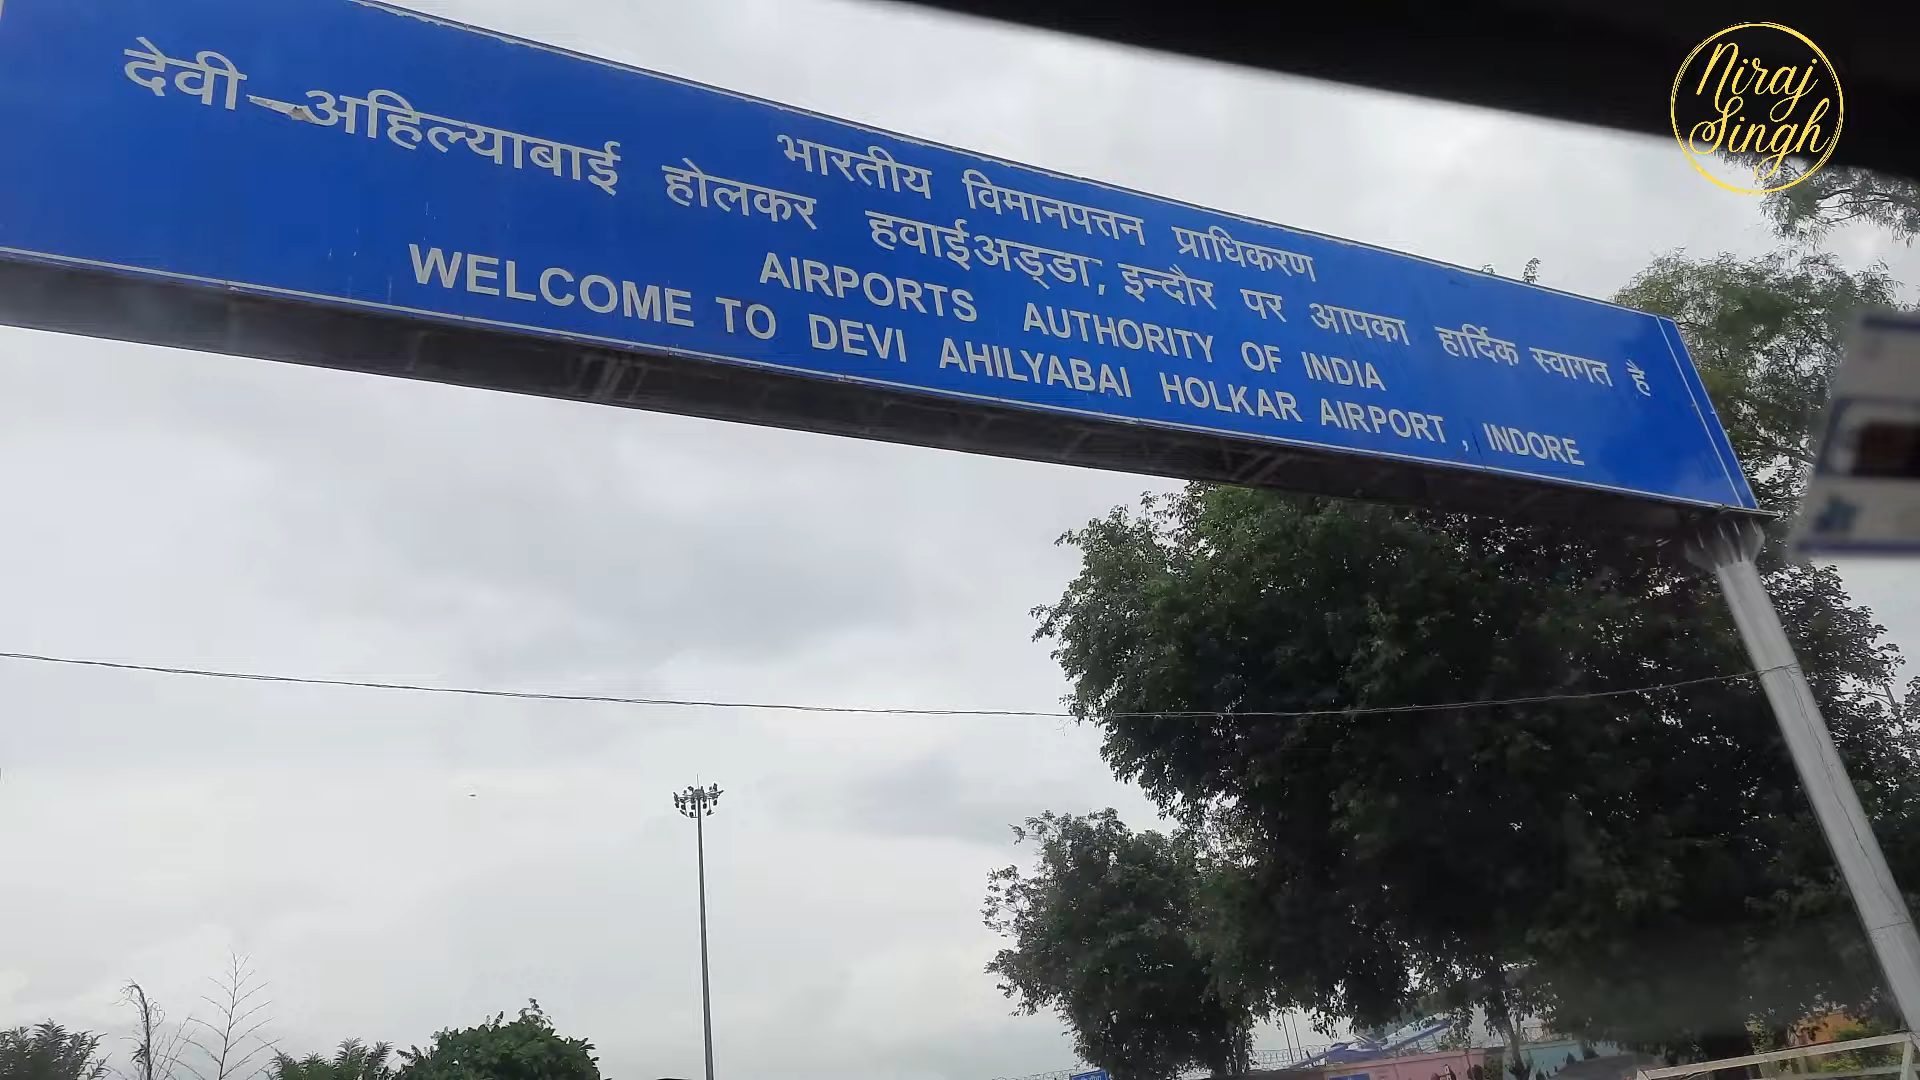 भारतीय विमानपत्तन प्राधिकरण
देवी-अहिल्याबाई होलकर हवाईअड्डा, इन्दौर पर आपका हार्दिक स्वागत है
AIRPORTS AUTHORITY OF INDIA
WELCOME TO DEVI AHILYABAI HOLKAR AIRPORT , INDORE
Niraj
Singh